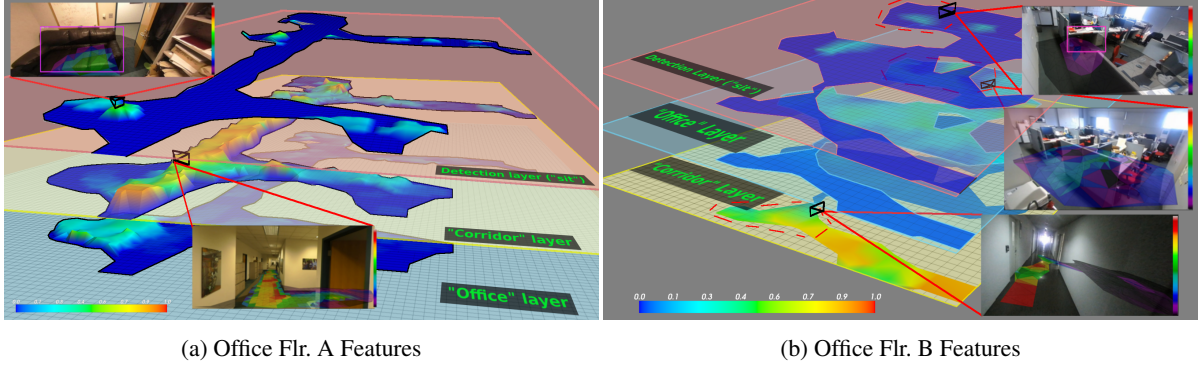 Detection layer ("sit")
"Corridor" layer
"Office" layer
Detection Layer ("sit")
"Office" Layer
"Corridor" Layer
0.0 0.1 0.3 0.4 0.6 0.7 0.9 1.0
(a) Office Flr. A Features
(b) Office Flr. B Features